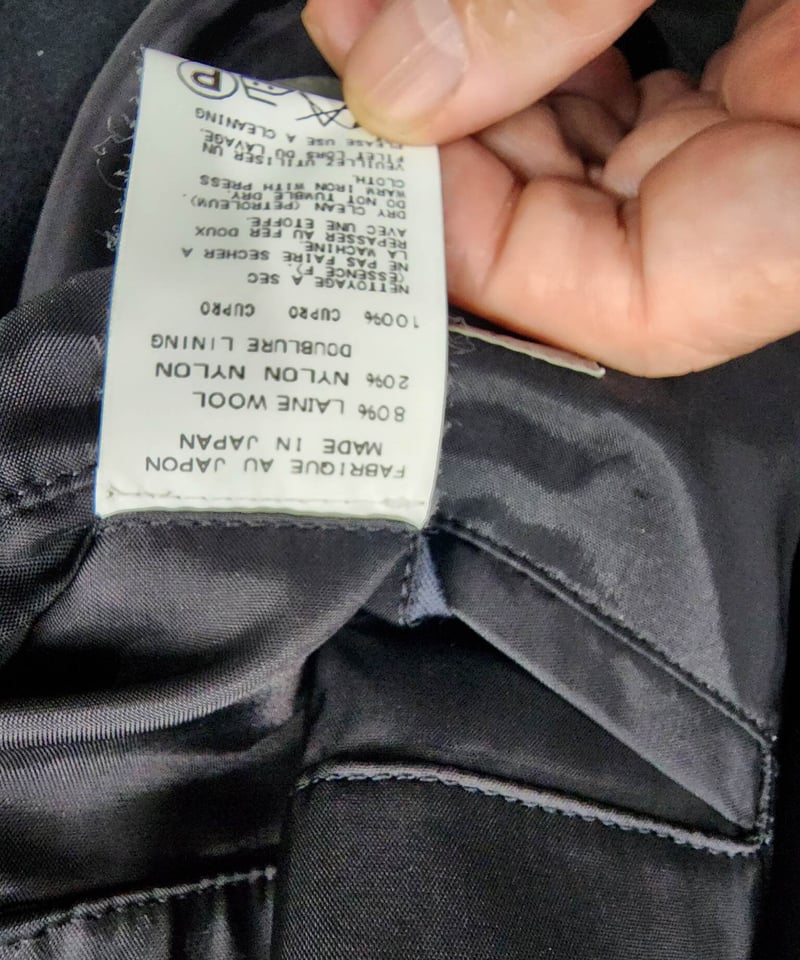 FABRIQUE AU JAPON
MADE IN JAPAN
80% LAINE WOOL
20% NYLON NYLON
DOUBLURE LINING
100% CUPRO CUPRO
NETTOYAGE A SEC
(ESSENCE F).
NE PAS FAIRE SECHER A
LA MACHINE.
REPASSER AU FER DOUX
AVEC UNE ETOFFE.
DRY CLEAN (PETROLEUM).
DO NOT TUMBLE DRY.
WARM IRON WITH PRESS
CLOTH.
VEUILLEZ UTILISER UN
FILET LORS DU LAVAGE.
PLEASE USE A CLEANING
P